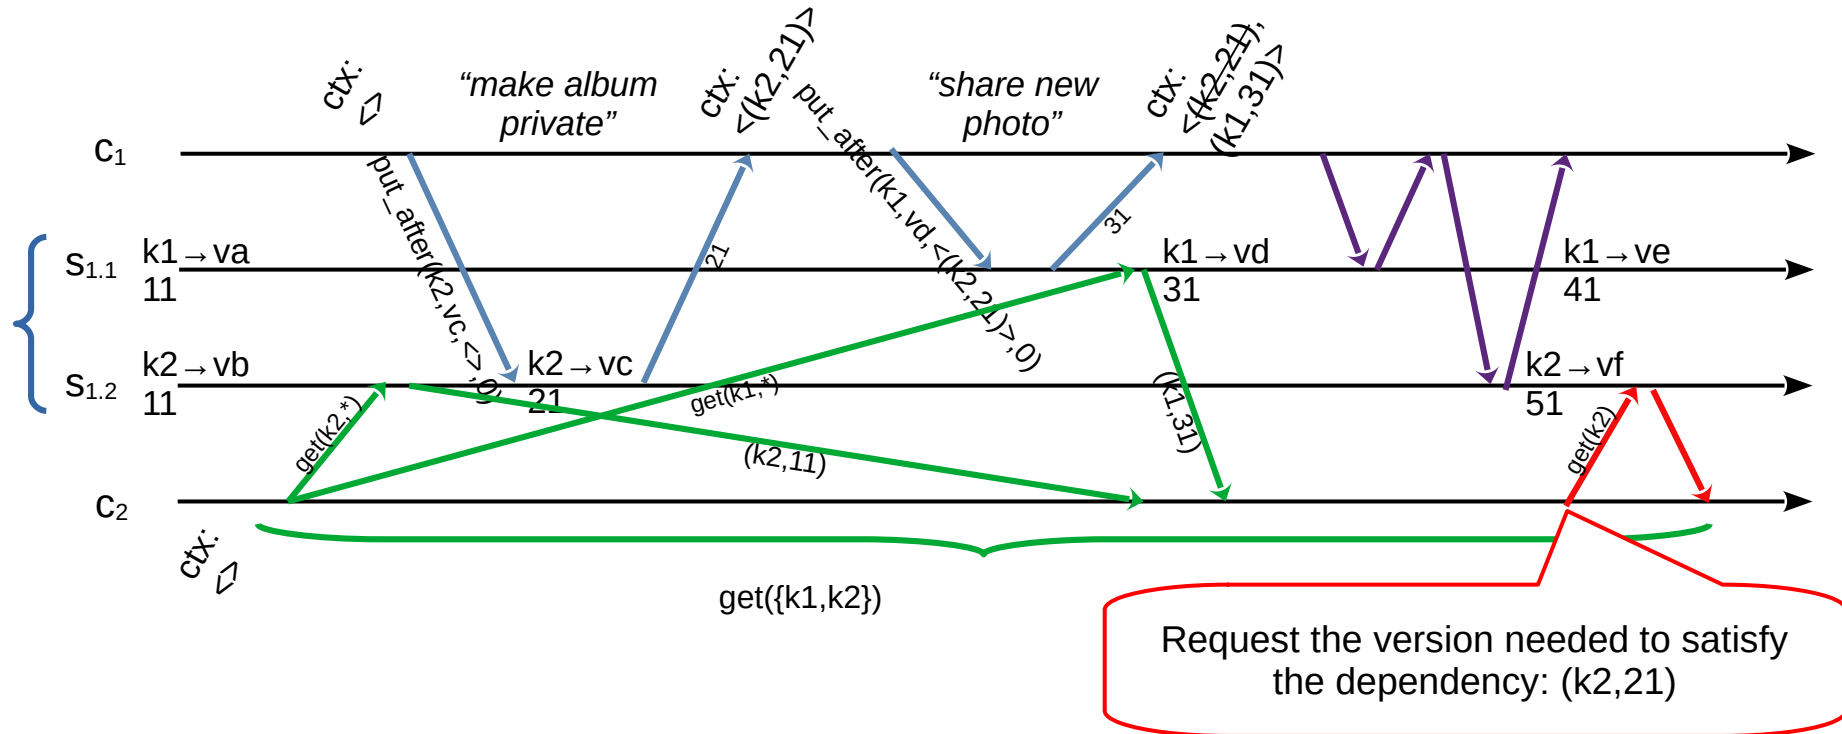 ctx:
<>
“make album
private”
ctx:
<(k2,21)>
“share new
photo”
ctx:
<(k2,21),
(k1,31)>
c1
put_after(k2,vc,<>,0)
21
put_after(k1,vd,<(k2,21)>,0)
31
s1.1
k1→va
11
k1→vd
31
k1→ve
41
s1.2
k2→vb
11
k2→vc
21
k2→vf
51
get(k2,*)
get(k1,*)
(k2,11)
(k1,31)
get(k2)
c2
ctx:
<>
get({k1,k2})
Request the version needed to satisfy
the dependency: (k2,21)